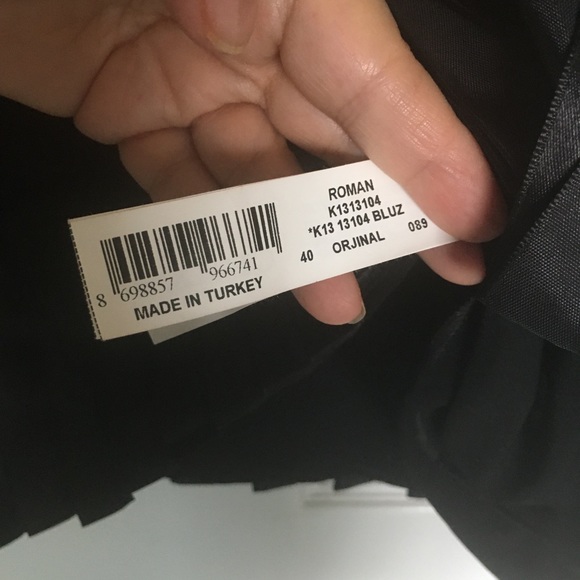 ROMAN
K1313104
*K13 13104 BLUZ
40 ORJINAL 089
8 698857 966741
MADE IN TURKEY